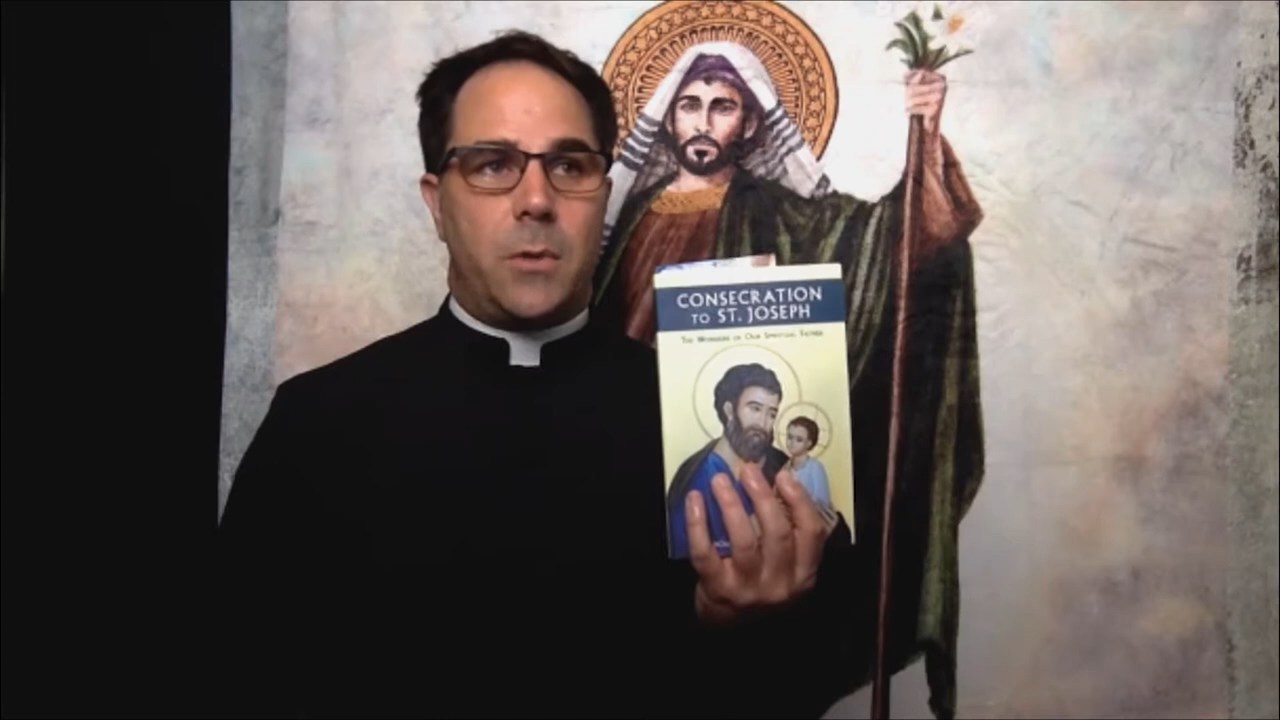 CONSECRATION
TO ST. JOSEPH
THE WONDERS OF OUR SPIRITUAL FATHER